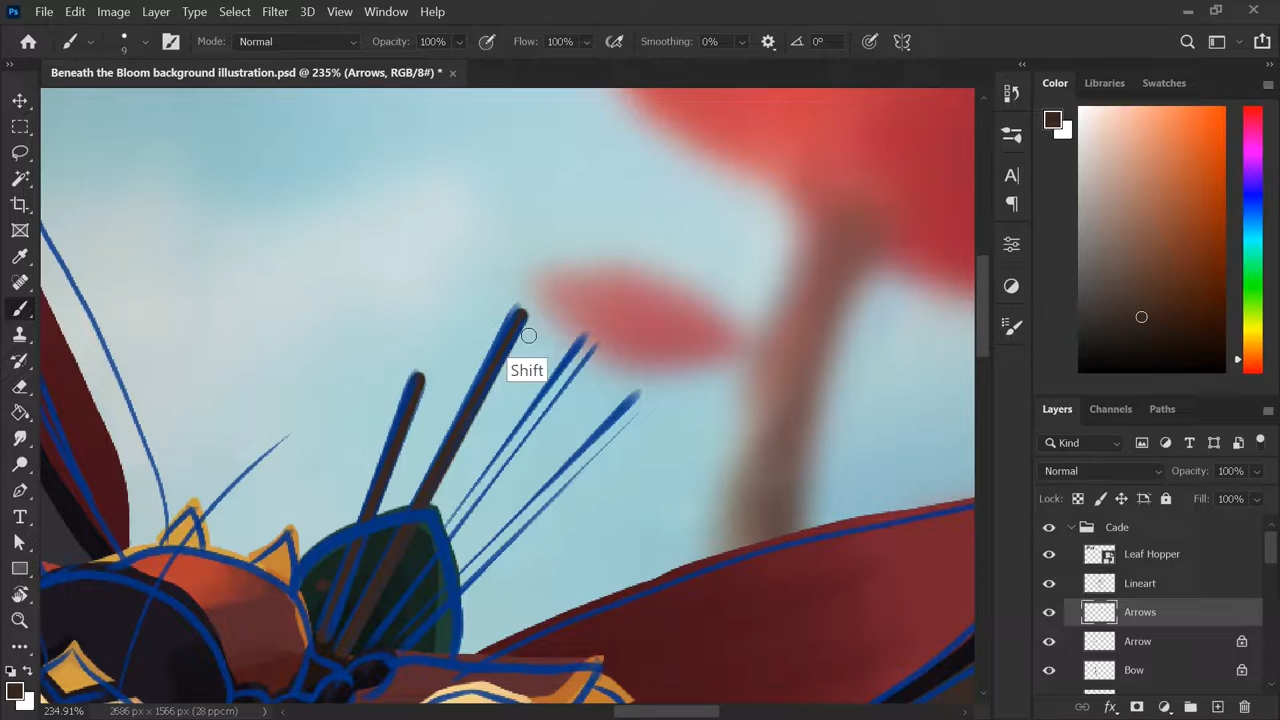 Ps File Edit Image Layer Type Select Filter 3D View Window Help
9 Mode: Normal Opacity: 100% Flow: 100% Smoothing: 0% 0°
Beneath the Bloom background illustration.psd @ 235% (Arrows, RGB/8#) *
Color Libraries Swatches
Shift
Layers Channels Paths
Kind
Normal Opacity: 100%
Lock: Fill: 100%
Cade
Leaf Hopper
Lineart
Arrows
Arrow
Bow
234.91% 2686 px x 1566 px (28 ppcm)